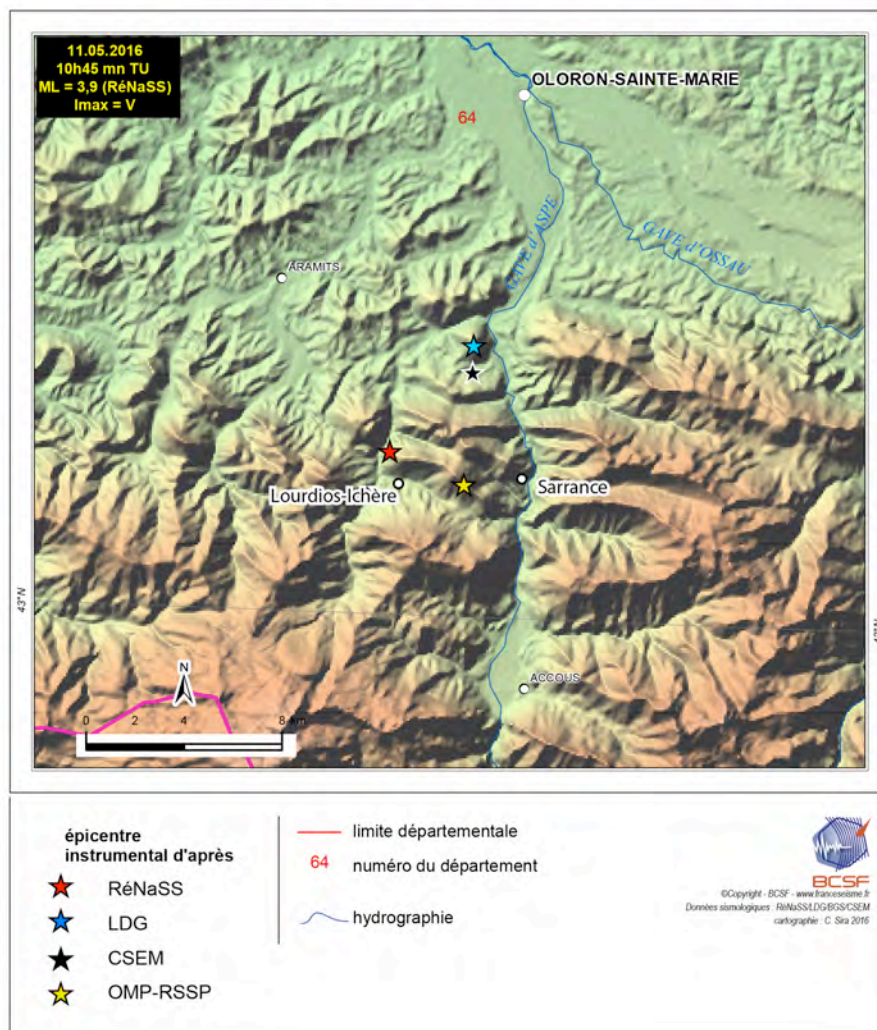 11.05.2016
10h45 mn TU
ML = 3,9 (RéNaSS)
Imax = V
OLORON-SAINTE-MARIE
64
GAVE d'ASPE
GAVE d'OSSAU
ARAMITS
Lourdios-Ichère
Sarrance
43°N
ACCOUS
N
0 2 4 8 km
épicentre
instrumental d'après
RéNaSS
LDG
CSEM
OMP-RSSP
limite départementale
64 numéro du département
hydrographie
BCSF
©Copyright - BCSF - www.franceseisme.fr
Données sismologiques : RéNaSS/LDG/BGS/CSEM
cartographie : C. Sira 2016